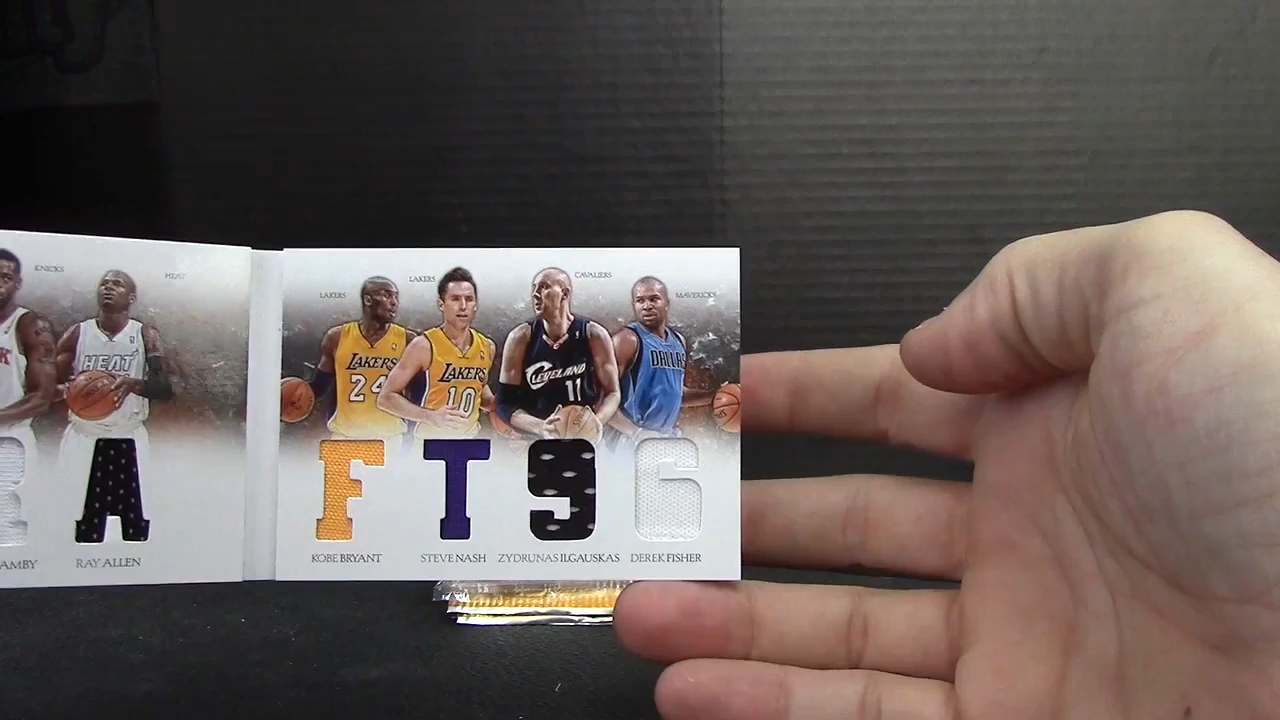 KNICKS HEAT
LAKERS LAKERS CAVALIERS MAVERICKS
K HEAT LAKERS 24 LAKERS 10 CLEVELAND 11 DALLAS
R A F T 9 6
AMBY RAY ALLEN KOBE BRYANT STEVE NASH ZYDRUNAS ILGAUSKAS DEREK FISHER